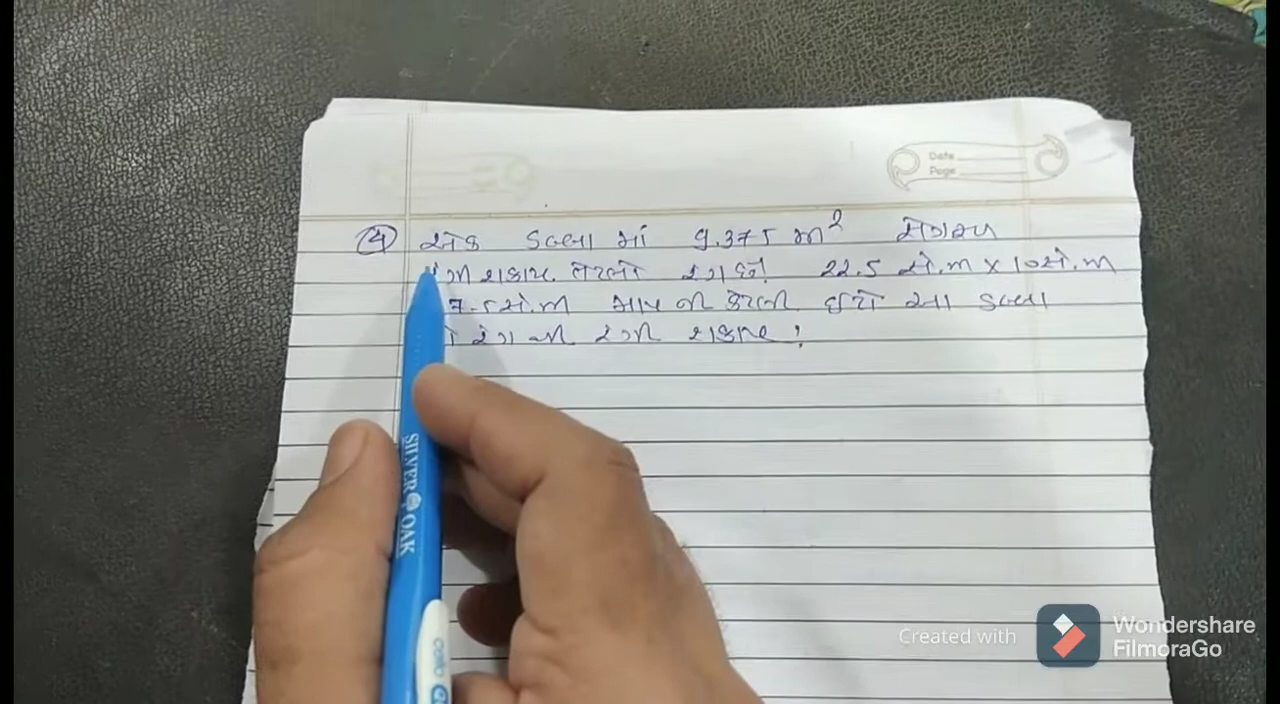 Date
Page
④ એક ડબ્બા માં 9.375 m² ક્ષેત્રફળ
રંગી શકાય તેટલો રંગ છે. 22.5 સે.મ × 10 સે.મ
7.5 સે.મ માપ ની કેટલી ઈંટો આ ડબ્બા
રંગ થી રંગી શકાય ?
SILVER OAK
Created with
Wondershare
FilmoraGo